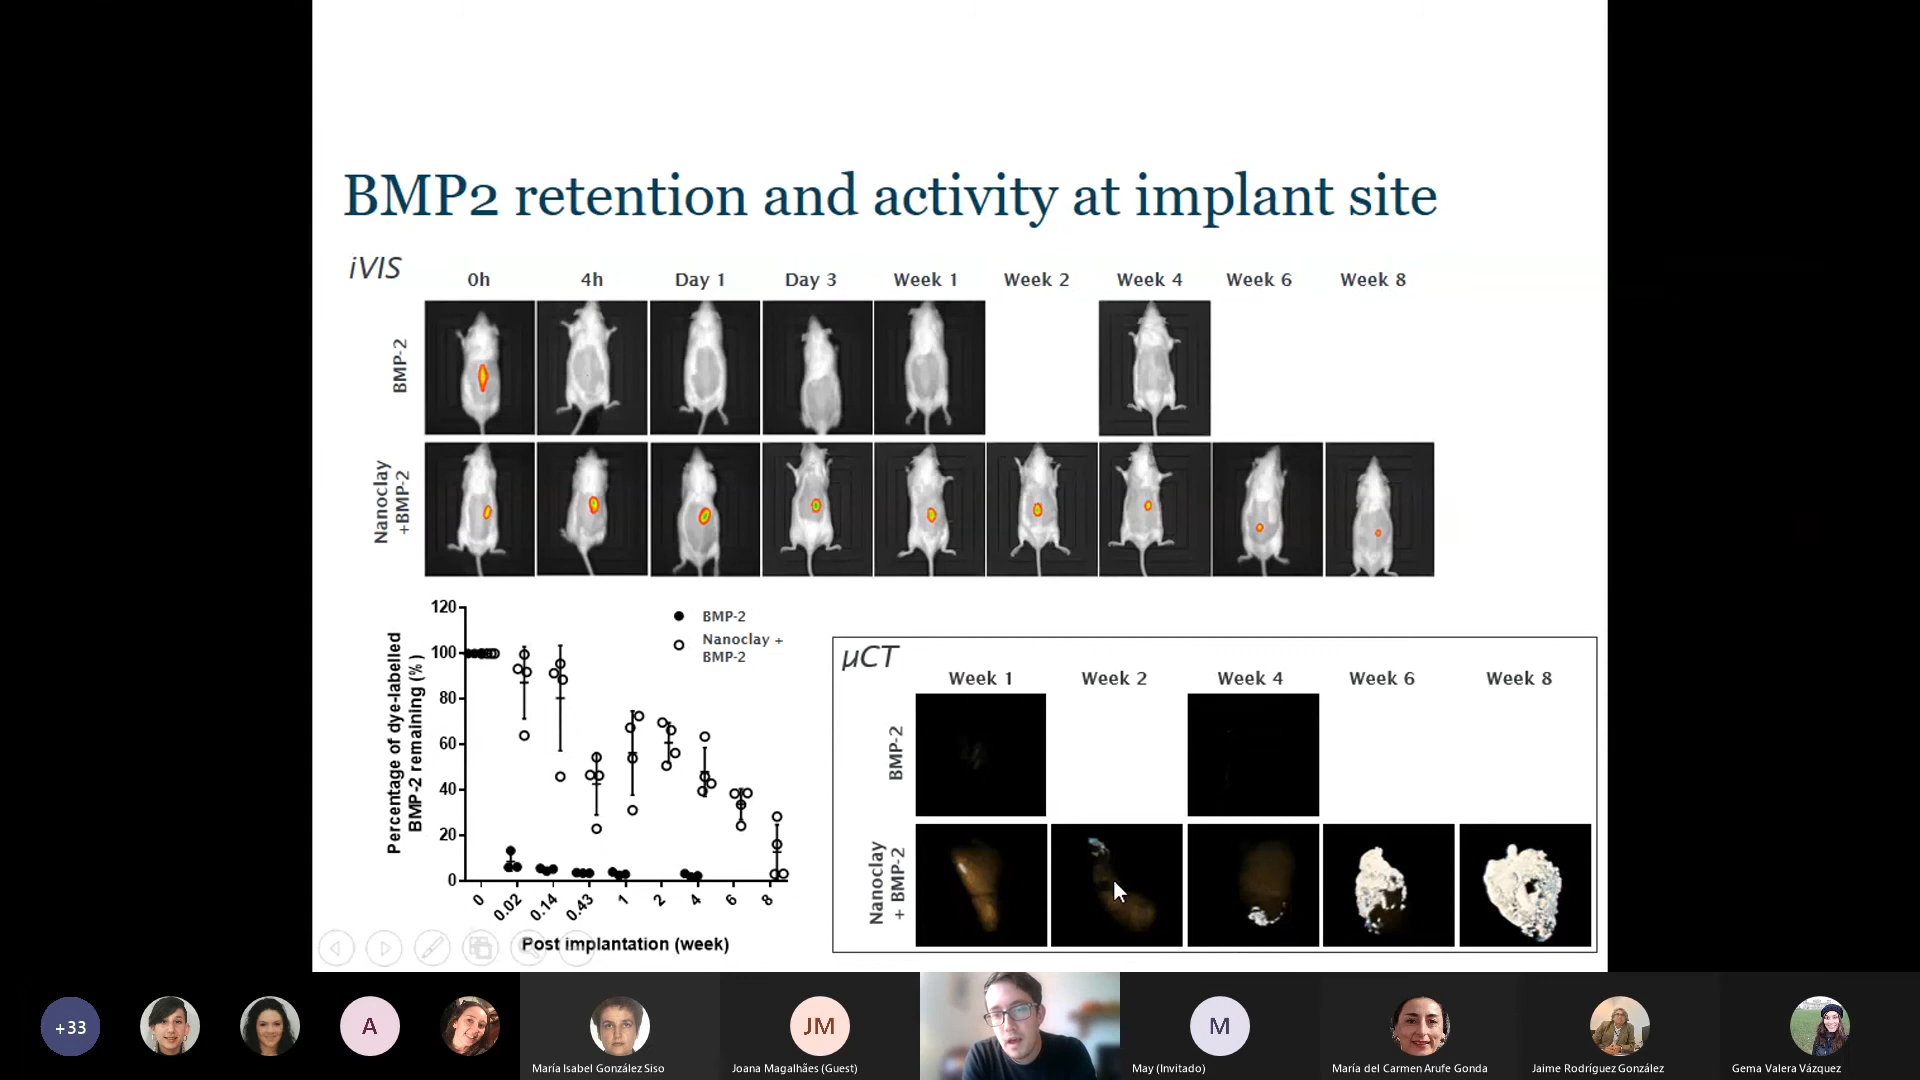 BMP2 retention and activity at implant site
iVIS
0h 4h Day 1 Day 3 Week 1 Week 2 Week 4 Week 6 Week 8
BMP-2
Nanoclay
+BMP-2
120
100
80
60
40
20
0
Percentage of dye-labelled
BMP-2 remaining (%)
BMP-2
Nanoclay +
BMP-2
0 0.02 0.14 0.43 1 2 4 6 8
Post implantation (week)
µCT
Week 1 Week 2 Week 4 Week 6 Week 8
BMP-2
Nanoclay
+ BMP-2
+33
A
JM
M
María Isabel González Siso
Joana Magalhães (Guest)
May (Invitado)
María del Carmen Arufe Gonda
Jaime Rodríguez González
Gema Valera Vázquez